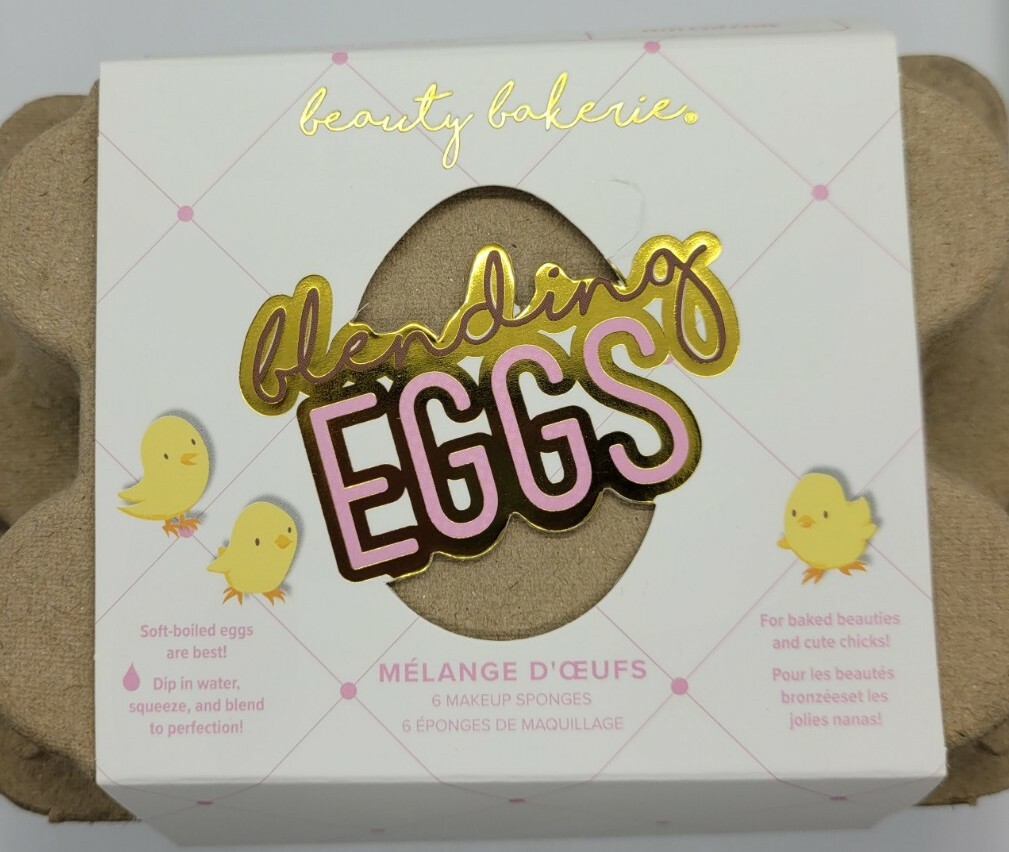 beauty bakerie®
blending
EGGS
Soft-boiled eggs
are best!
Dip in water,
squeeze, and blend
to perfection!
MÉLANGE D'ŒUFS
6 MAKEUP SPONGES
6 ÉPONGES DE MAQUILLAGE
For baked beauties
and cute chicks!
Pour les beautés
bronzéeset les
jolies nanas!